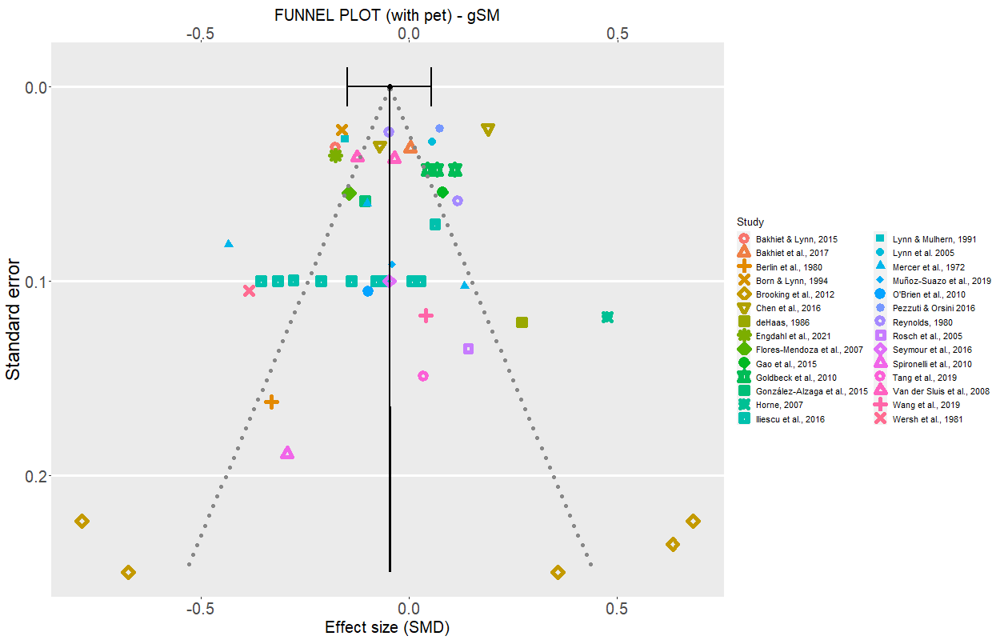 FUNNEL PLOT (with pet) - gSM
-0.5 0.0 0.5
0.0
0.1
0.2
Standard error
-0.5 0.0 0.5
Effect size (SMD)
Study
Bakhiet & Lynn, 2015
Bakhiet et al., 2017
Berlin et al., 1980
Born & Lynn, 1994
Brooking et al., 2012
Chen et al., 2016
deHaas, 1986
Engdahl et al., 2021
Flores-Mendoza et al., 2007
Gao et al., 2015
Goldbeck et al., 2010
González-Alzaga et al., 2015
Horne, 2007
Iliescu et al., 2016
Lynn & Mulhern, 1991
Lynn et al. 2005
Mercer et al., 1972
Muñoz-Suazo et al., 2019
O'Brien et al., 2010
Pezzuti & Orsini 2016
Reynolds, 1980
Rosch et al., 2005
Seymour et al., 2016
Spironelli et al., 2010
Tang et al., 2019
Van der Sluis et al., 2008
Wang et al., 2019
Wersh et al., 1981